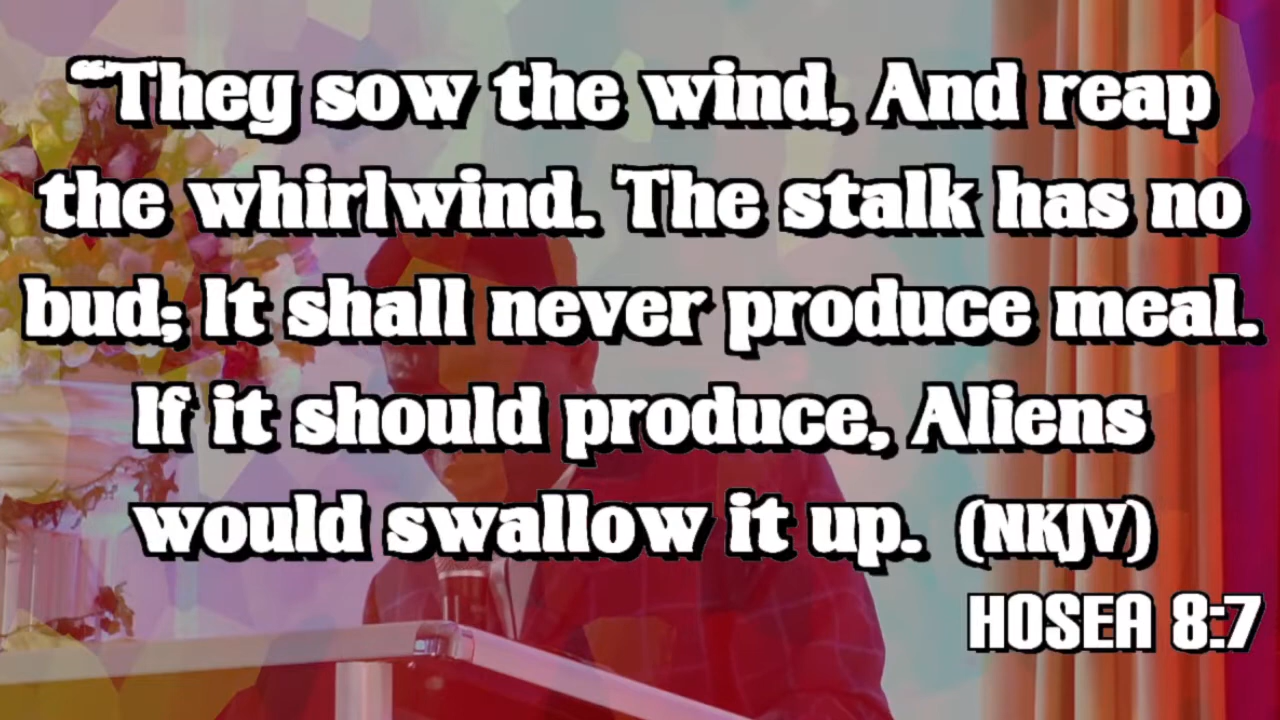 “They sow the wind, And reap
the whirlwind. The stalk has no
bud; It shall never produce meal.
If it should produce, Aliens
would swallow it up. (NKJV)
HOSEA 8:7